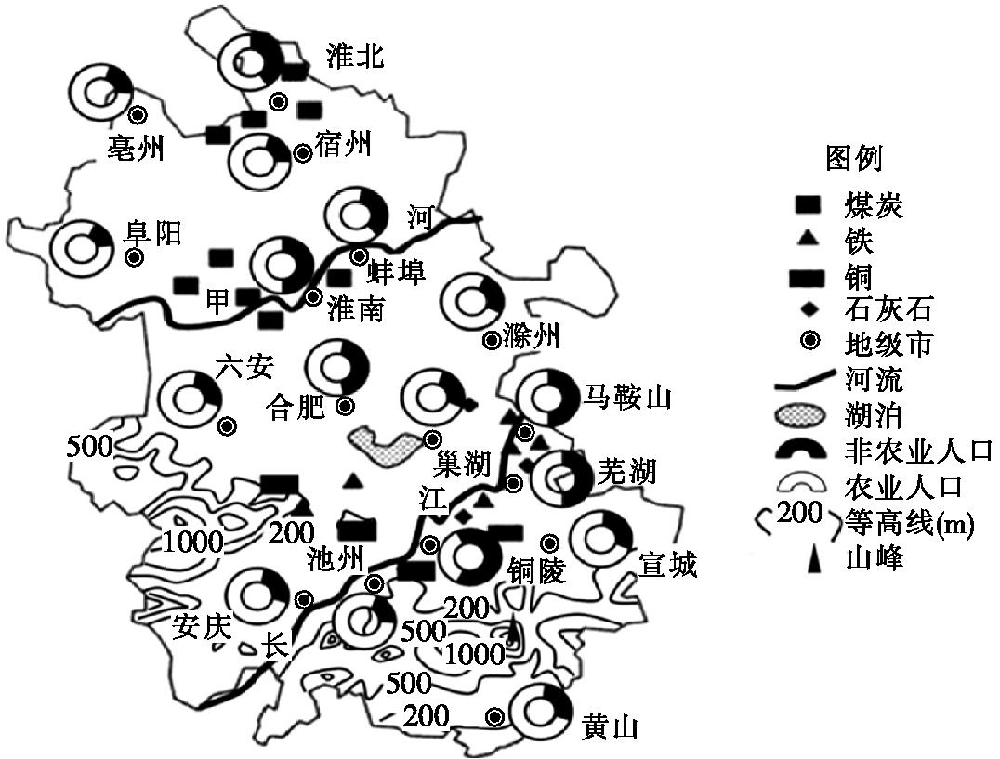 淮北
亳州
宿州
阜阳
河
蚌埠
甲
淮南
滁州
六安
合肥
马鞍山
500
巢湖
芜湖
江
1000
200
池州
铜陵
宣城
200
安庆
500
长
1000
500
200
黄山
图例
煤炭
铁
铜
石灰石
地级市
河流
湖泊
非农业人口
农业人口
200 等高线(m)
山峰